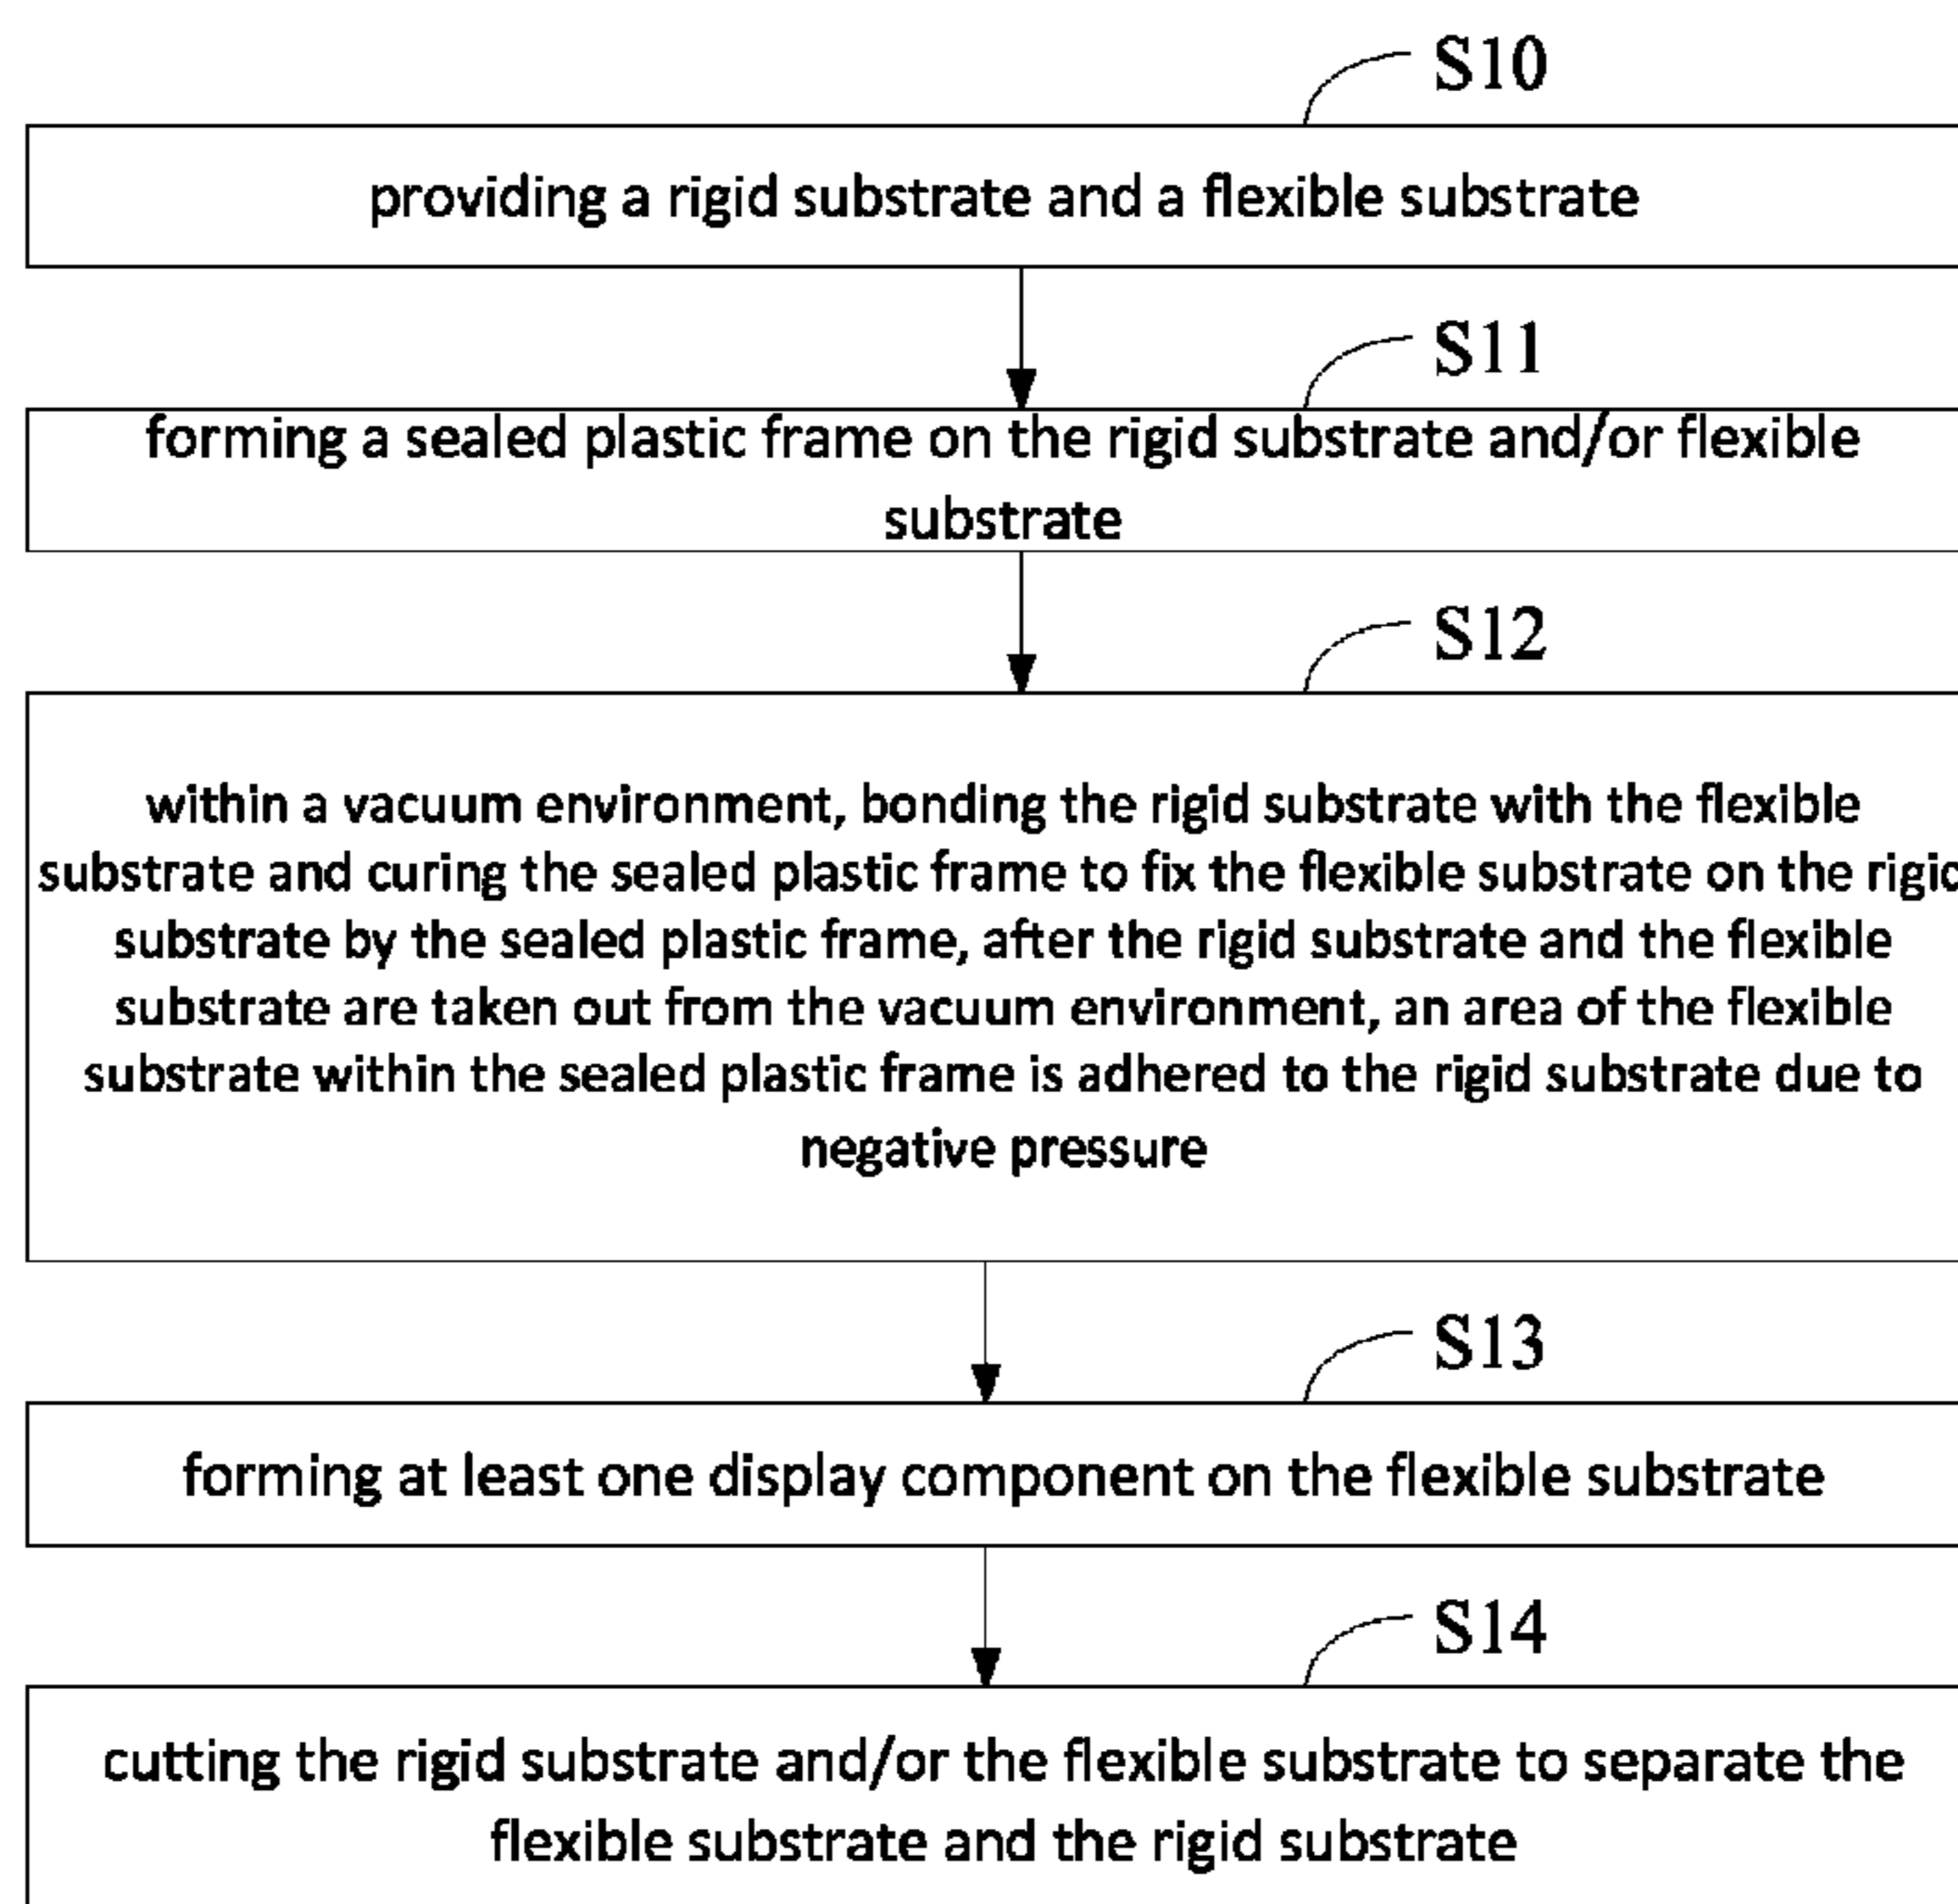 S10
providing a rigid substrate and a flexible substrate
S11
forming a sealed plastic frame on the rigid substrate and/or flexible
substrate
S12
within a vacuum environment, bonding the rigid substrate with the flexible
substrate and curing the sealed plastic frame to fix the flexible substrate on the rigid
substrate by the sealed plastic frame, after the rigid substrate and the flexible
substrate are taken out from the vacuum environment, an area of the flexible
substrate within the sealed plastic frame is adhered to the rigid substrate due to
negative pressure
S13
forming at least one display component on the flexible substrate
S14
cutting the rigid substrate and/or the flexible substrate to separate the
flexible substrate and the rigid substrate